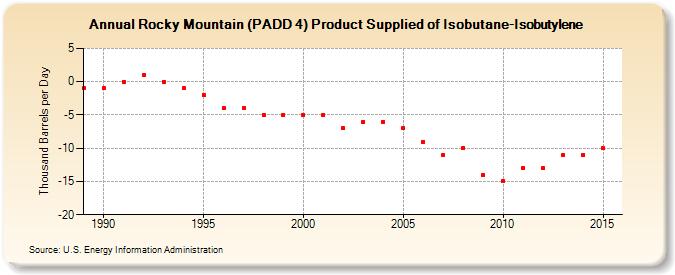 Annual Rocky Mountain (PADD 4) Product Supplied of Isobutane-Isobutylene
Thousand Barrels per Day
5
0
-5
-10
-15
-20
1990 1995 2000 2005 2010 2015
Source: U.S. Energy Information Administration